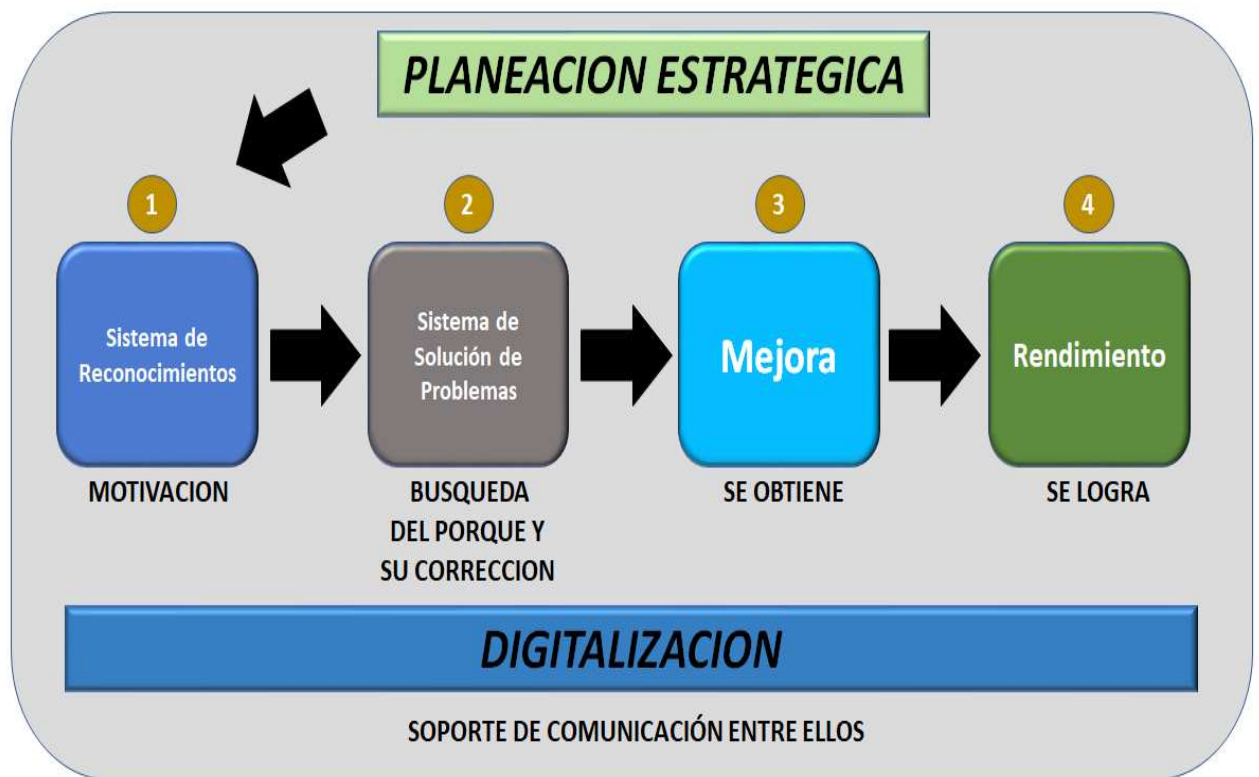 PLANEACION ESTRATEGICA
1
2
3
4
Sistema de
Reconocimientos
Sistema de
Solución de
Problemas
Mejora
Rendimiento
MOTIVACION
BUSQUEDA
DEL PORQUE Y
SU CORRECCION
SE OBTIENE
SE LOGRA
DIGITALIZACION
SOPORTE DE COMUNICACIÓN ENTRE ELLOS